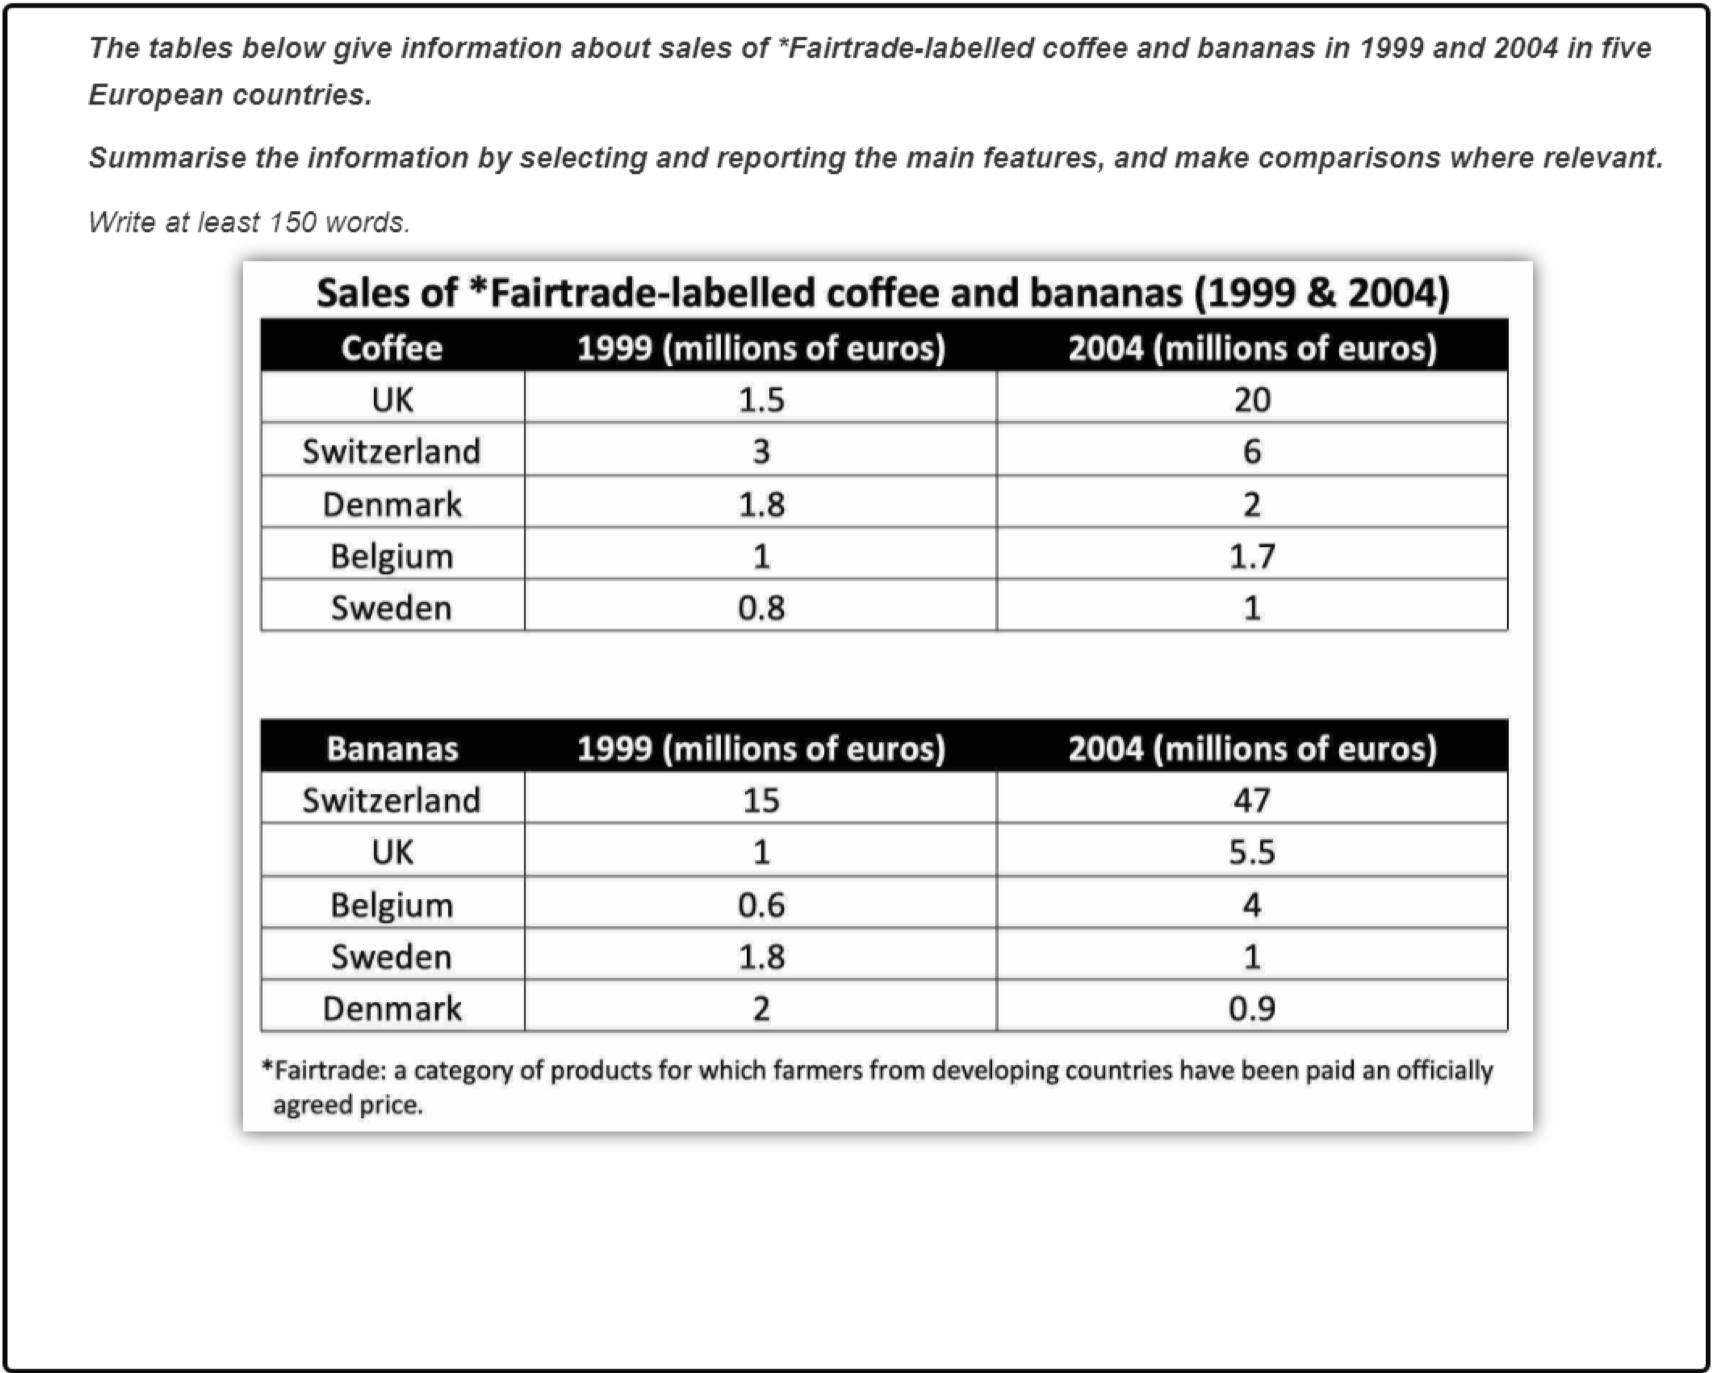 The tables below give information about sales of *Fairtrade-labelled coffee and bananas in 1999 and 2004 in five
European countries.
Summarise the information by selecting and reporting the main features, and make comparisons where relevant.
Write at least 150 words.
Sales of *Fairtrade-labelled coffee and bananas (1999 & 2004)
Coffee 1999 (millions of euros) 2004 (millions of euros)
UK 1.5 20
Switzerland 3 6
Denmark 1.8 2
Belgium 1 1.7
Sweden 0.8 1
Bananas 1999 (millions of euros) 2004 (millions of euros)
Switzerland 15 47
UK 1 5.5
Belgium 0.6 4
Sweden 1.8 1
Denmark 2 0.9
*Fairtrade: a category of products for which farmers from developing countries have been paid an officially
agreed price.